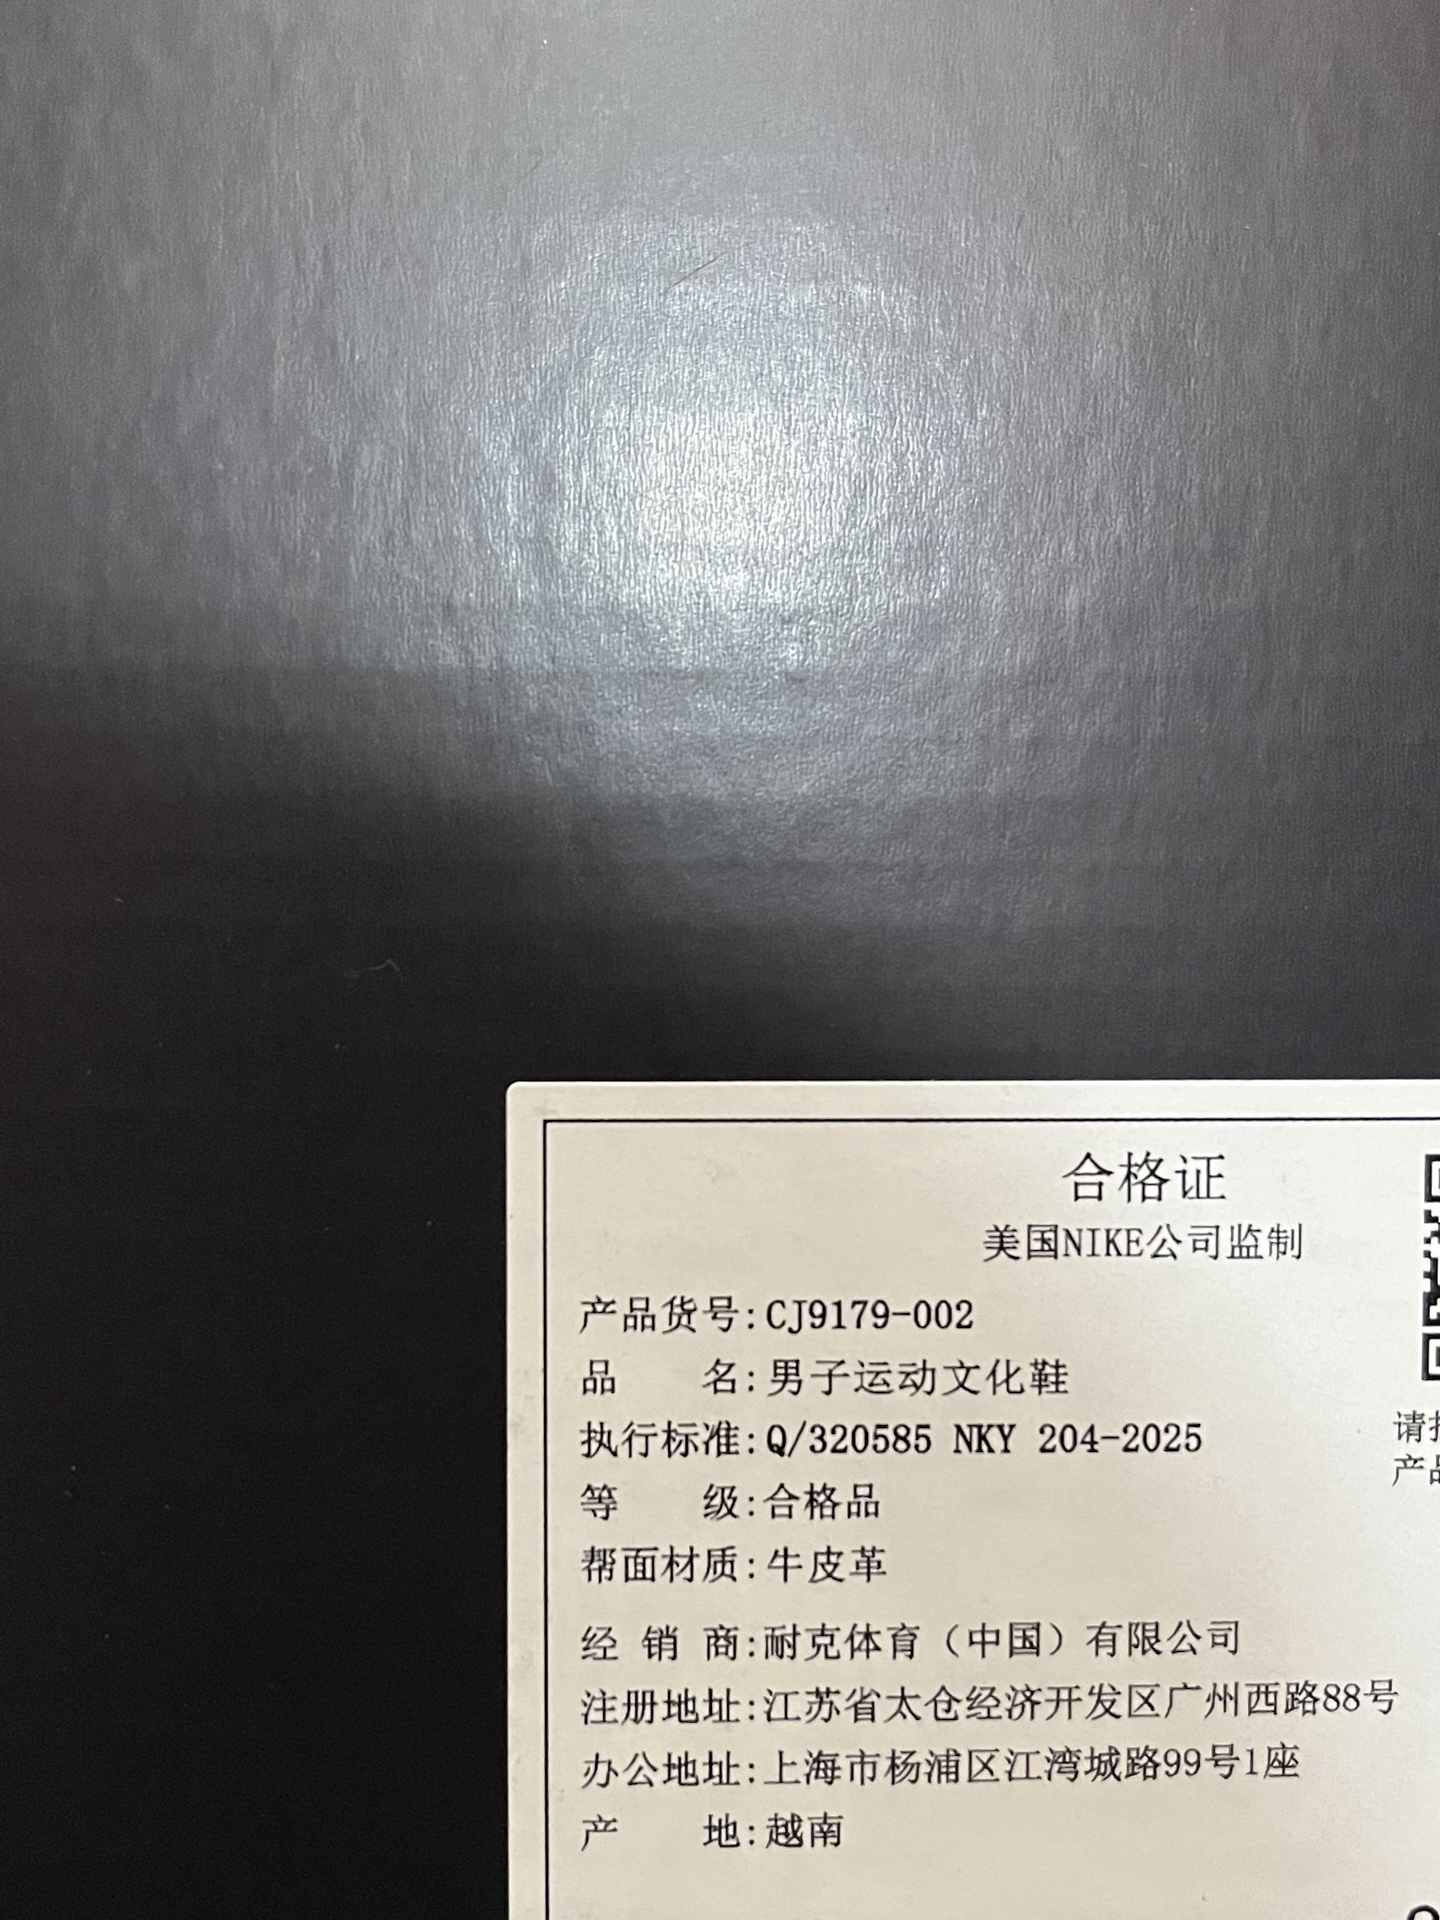 合格证
美国NIKE公司监制
产品货号:CJ9179-002
品 名:男子运动文化鞋
执行标准:Q/320585 NKY 204-2025
请
等 级:合格品
产品
帮面材质:牛皮革
经 销 商:耐克体育（中国）有限公司
注册地址:江苏省太仓经济开发区广州西路88号
办公地址:上海市杨浦区江湾城路99号1座
产 地:越南